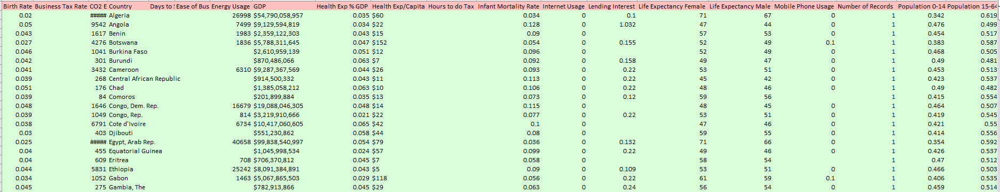 Birth Rate Business Tax Rate CO2 E Country Days to Ease of Bus Energy Usage GDP Health Exp % GDP Health Exp/Capita Hours to do Tax Infant Mortality Rate Internet Usage Lending Interest Life Expectancy Female Life Expectancy Male Mobile Phone Usage Number of Records Population 0-14 Population 15-64
0.02 ##### Algeria 26998 $54,790,058,957 0.035 $60 0.034 0 0.1 71 67 0 1 0.342 0.619
0.05 9542 Angola 7499 $9,129,594,819 0.034 $22 0.128 0 1.032 47 44 0 1 0.476 0.499
0.043 1617 Benin 1983 $2,359,122,303 0.043 $15 0.09 0 57 53 0 1 0.454 0.517
0.027 4276 Botswana 1836 $5,788,311,645 0.047 $152 0.054 0 0.155 52 49 0.1 1 0.383 0.587
0.046 1041 Burkina Faso $2,610,959,139 0.051 $12 0.096 0 52 49 0 1 0.468 0.505
0.042 301 Burundi $870,486,066 0.063 $7 0.092 0 0.158 49 47 0 1 0.49 0.481
0.041 3432 Cameroon 6310 $9,287,367,569 0.044 $26 0.093 0 0.22 53 51 0 1 0.453 0.513
0.039 268 Central African Republic $914,500,332 0.043 $11 0.113 0 0.22 45 42 0 1 0.423 0.537
0.051 176 Chad $1,385,058,212 0.063 $10 0.106 0 0.22 48 46 0 1 0.49 0.482
0.039 84 Comoros $201,899,884 0.035 $13 0.073 0 0.12 59 56 1 0.415 0.554
0.048 1646 Congo, Dem. Rep. 16679 $19,088,046,305 0.048 $14 0.115 0 48 45 0 1 0.464 0.507
0.039 1049 Congo, Rep. 814 $3,219,910,666 0.021 $22 0.077 0 0.22 53 51 0 1 0.419 0.545
0.038 6791 Cote d'Ivoire 6734 $10,417,060,605 0.065 $42 0.1 0 47 46 0 1 0.421 0.55
0.03 403 Djibouti $551,230,862 0.058 $44 0.08 0 59 55 0 1 0.414 0.556
0.025 ##### Egypt, Arab Rep. 40658 $99,838,540,997 0.054 $79 0.036 0 0.132 71 66 0 1 0.354 0.592
0.04 455 Equatorial Guinea $1,045,998,534 0.024 $57 0.099 0 0.22 49 46 0 1 0.426 0.537
0.04 609 Eritrea 708 $706,370,812 0.045 $7 0.058 0 58 54 1 0.47 0.512
0.044 5831 Ethiopia 25242 $8,091,384,891 0.043 $5 0.09 0 0.109 53 51 0 1 0.466 0.503
0.034 1052 Gabon 1463 $5,067,865,503 0.029 $118 0.056 0 0.22 61 59 0.1 1 0.406 0.535
0.045 275 Gambia, The $782,913,866 0.045 $29 0.063 0 0.24 56 54 0 1 0.459 0.514